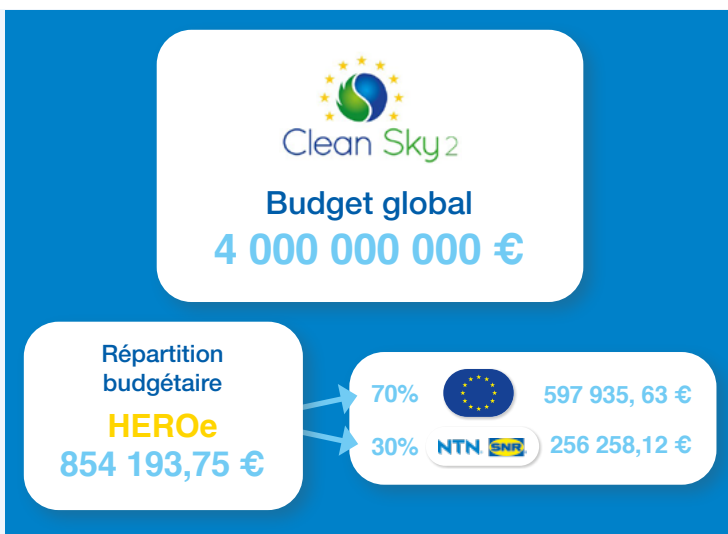 Clean Sky 2
Budget global
4 000 000 000 €
Répartition
budgétaire
HEROe
854 193,75 €
70% 597 935, 63 €
30% NTN. SNR. 256 258,12 €